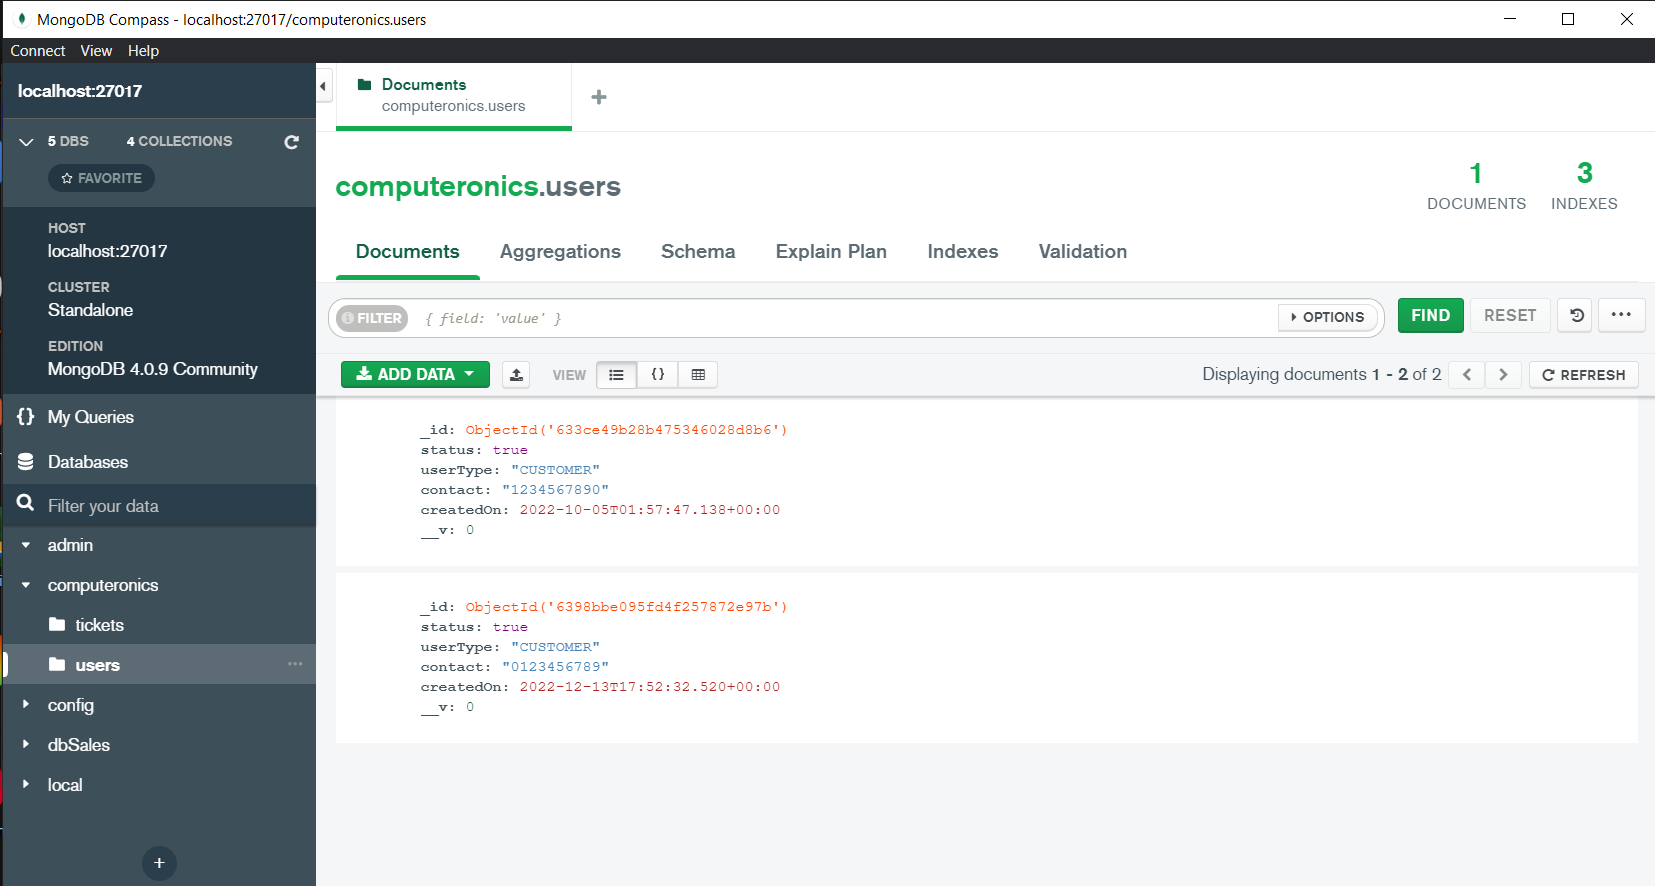 MongoDB Compass - localhost:27017/computeronics.users
Connect View Help
localhost:27017
5 DBS 4 COLLECTIONS
FAVORITE
HOST
localhost:27017
CLUSTER
Standalone
EDITION
MongoDB 4.0.9 Community
{} My Queries
Databases
Filter your data
admin
computeronics
tickets
users
config
dbSales
local
+
Documents
computeronics.users
+
computeronics.users
1
DOCUMENTS
3
INDEXES
Documents Aggregations Schema Explain Plan Indexes Validation
FILTER { field: 'value' } OPTIONS FIND RESET
ADD DATA VIEW {} Displaying documents 1 - 2 of 2 REFRESH
_id: ObjectId('633ce49b28b475346028d8b6')
status: true
userType: "CUSTOMER"
contact: "1234567890"
createdOn: 2022-10-05T01:57:47.138+00:00
__v: 0
_id: ObjectId('6398bbe095fd4f257872e97b')
status: true
userType: "CUSTOMER"
contact: "0123456789"
createdOn: 2022-12-13T17:52:32.520+00:00
__v: 0